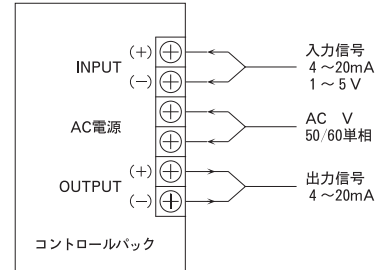 (+)
INPUT
(−)
AC電源
(+)
OUTPUT
(−)
コントロールパック
入力信号
4～20mA
1～5V
AC V
50/60単相
出力信号
4～20mA